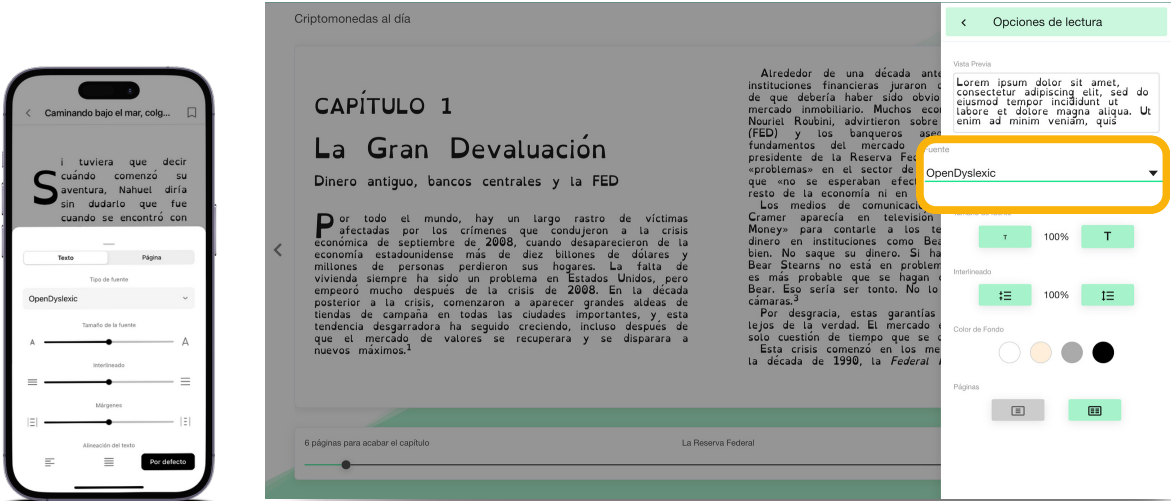 Caminando bajo el mar, colg...
S
i tuviera que decir
cuándo comenzó su
aventura, Nahuel diría
sin dudarlo que fue
cuando se encontró con
Texto
Página
Tipo de fuente
OpenDyslexic
Tamaño de la fuente
A
A
Interlineado
Márgenes
Alineación del texto
Por defecto
Criptomonedas al día
CAPÍTULO 1
La Gran Devaluación
Dinero antiguo, bancos centrales y la FED
Por todo el mundo, hay un largo rastro de víctimas
afectadas por los crímenes que condujeron a la crisis
económica de septiembre de 2008, cuando desaparecieron de la
economía estadounidense más de diez billones de dólares y
millones de personas perdieron sus hogares. La falta de
vivienda siempre ha sido un problema en Estados Unidos, pero
empeoró mucho después de la crisis de 2008. En la década
posterior a la crisis, comenzaron a aparecer grandes aldeas de
tiendas de campaña en todas las ciudades importantes, y esta
tendencia desgarradora ha seguido creciendo, incluso después de
que el mercado de valores se recuperara y se disparara a
nuevos máximos.1
Alrededor de una década ante
instituciones financieras juraron
de que debería haber sido obvio
mercado inmobiliario. Muchos eco
Nouriel Roubini, advirtieron sobre
(FED) y los banqueros ase
fundamentos del mercado
presidente de la Reserva Fe
«problemas» en el sector de
que «no se esperaban efec
resto de la economía ni en
Los medios de comunicaci
Cramer aparecía en televisión
Money» para contarle a los te
dinero en instituciones como Bea
bien. No saque su dinero. Si ha
Bear Stearns no está en problem
es más probable que se hagan
Bear. Eso sería ser tonto. No lo
cámaras.3
Por desgracia, estas garantías
lejos de la verdad. El mercado
solo cuestión de tiempo que se
Esta crisis comenzó en los me
la década de 1990, la Federal
6 páginas para acabar el capítulo
La Reserva Federal
Opciones de lectura
Vista Previa
Lorem ipsum dolor sit amet,
consectetur adipiscing elit, sed do
eiusmod tempor incididunt ut
labore et dolore magna aliqua. Ut
enim ad minim veniam, quis
Fuente
OpenDyslexic
T
100%
T
Interlineado
100%
Color de Fondo
Páginas